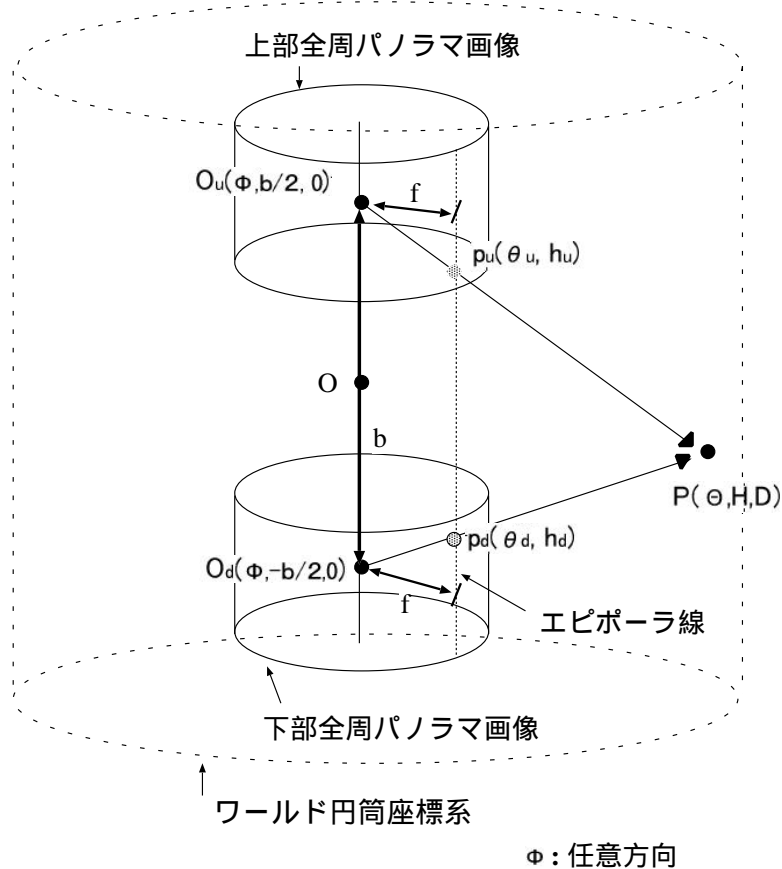 上部全周パノラマ画像
Ou(Φ,b/2,0)
f
pu(θu, hu)
O
b
P(Θ,H,D)
pd(θd, hd)
Od(Φ,-b/2,0)
f
エピポーラ線
下部全周パノラマ画像
ワールド円筒座標系
Φ：任意方向